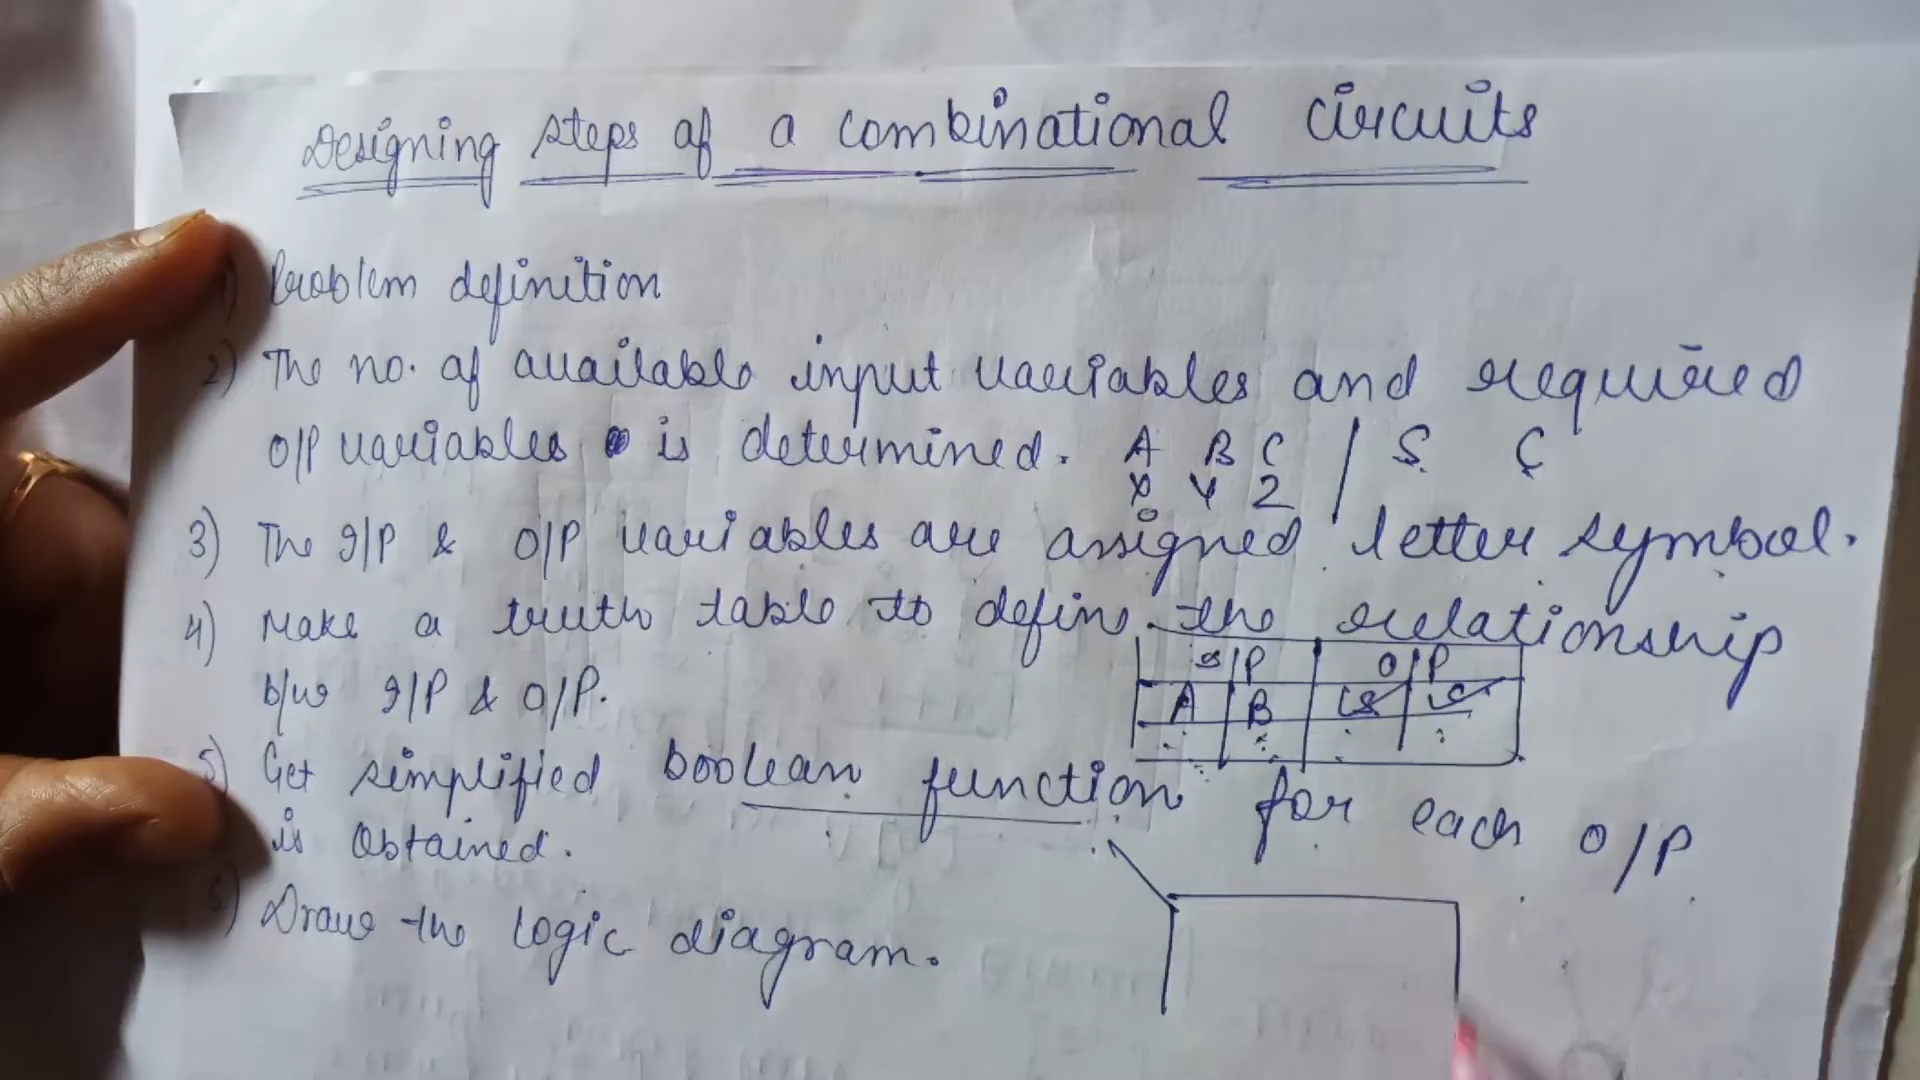 Designing steps of a combinational circuits
1) Problem definition
2) The no. of available input variables and required
O/P variables is determined. A B C / S C
X Y Z
3) The I/P & O/P variables are assigned letter symbol.
4) Make a truth table to define the relationship
b/w I/P & O/P.
I/P O/P
A B S C
5) Get simplified boolean function for each O/P
is obtained.
6) Draw the logic diagram.